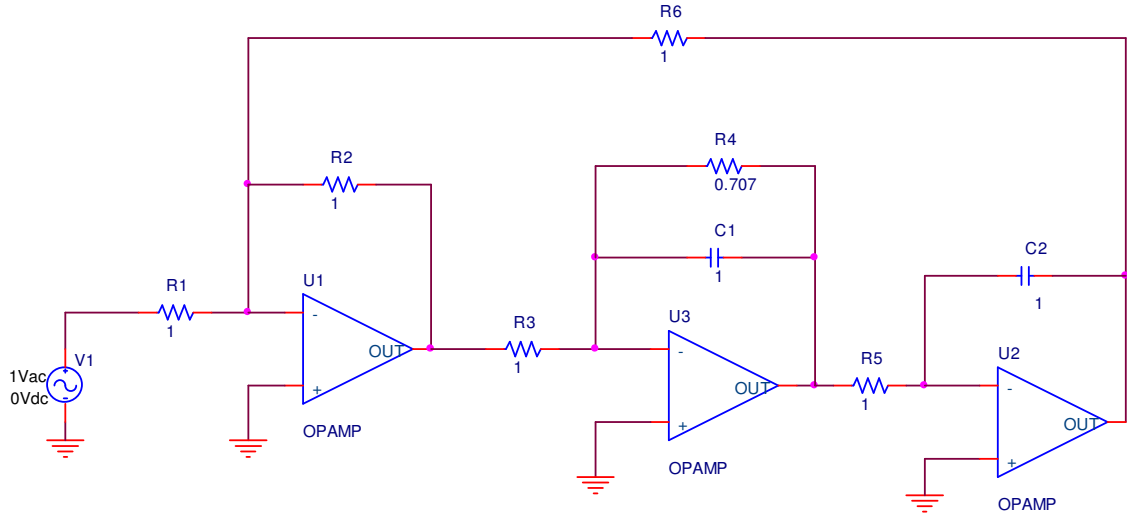 R6
1
R4
0.707
R2
1
C1
1
C2
1
U1
-
+
OUT
OPAMP
R1
1
V1
1Vac
0Vdc
+
-
R3
1
U3
-
+
OUT
OPAMP
R5
1
U2
-
+
OUT
OPAMP